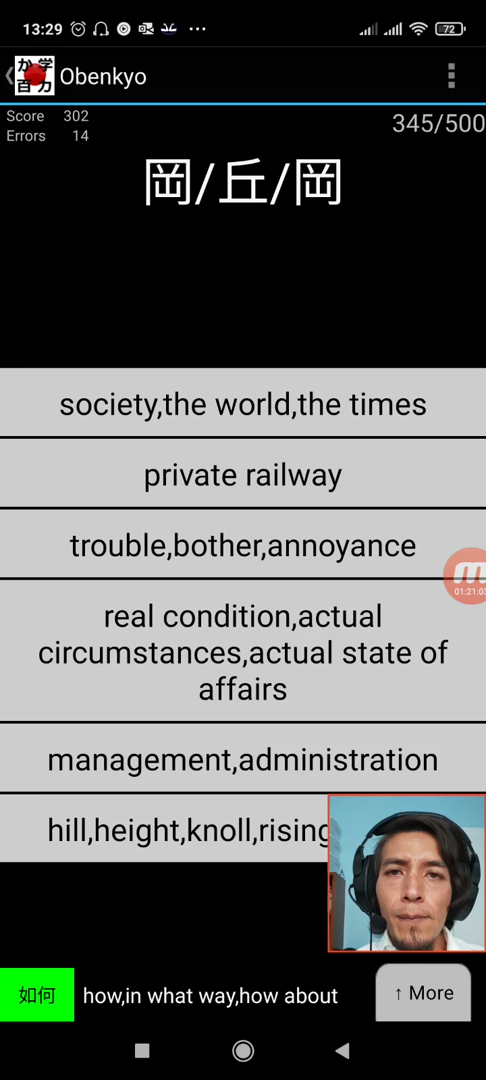 13:29 ... 72
Obenkyo
Score 302
Errors 14
345/500
岡/丘/岡
society,the world,the times
private railway
trouble,bother,annoyance
01:21:03
real condition,actual
circumstances,actual state of
affairs
management,administration
hill,height,knoll,rising
如何 how,in what way,how about
↑ More